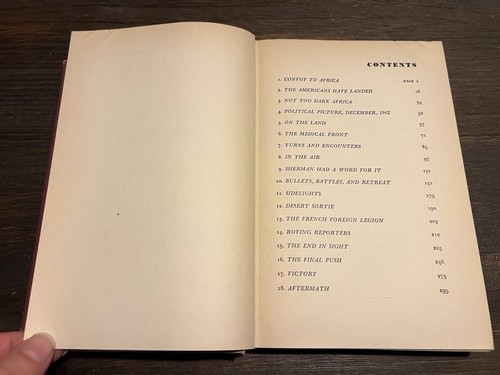 CONTENTS
1. CONVOY TO AFRICA PAGE 1
2. THE AMERICANS HAVE LANDED 16
3. NOT TOO DARK AFRICA 34
4. POLITICAL PICTURE, DECEMBER, 1942
5. ON THE LAND 57
6. THE MEDICAL FRONT 71
7. TURNS AND ENCOUNTERS 85
8. IN THE AIR 97
9. SHERMAN HAD A WORD FOR IT 131
10. BULLETS, BATTLES, AND RETREAT 151
11. SIDELIGHTS 179
12. DESERT SORTIE 190
13. THE FRENCH FOREIGN LEGION 205
14. ROVING REPORTERS 212
15. THE END IN SIGHT 225
16. THE FINAL PUSH 246
17. VICTORY 273
18. AFTERMATH 295